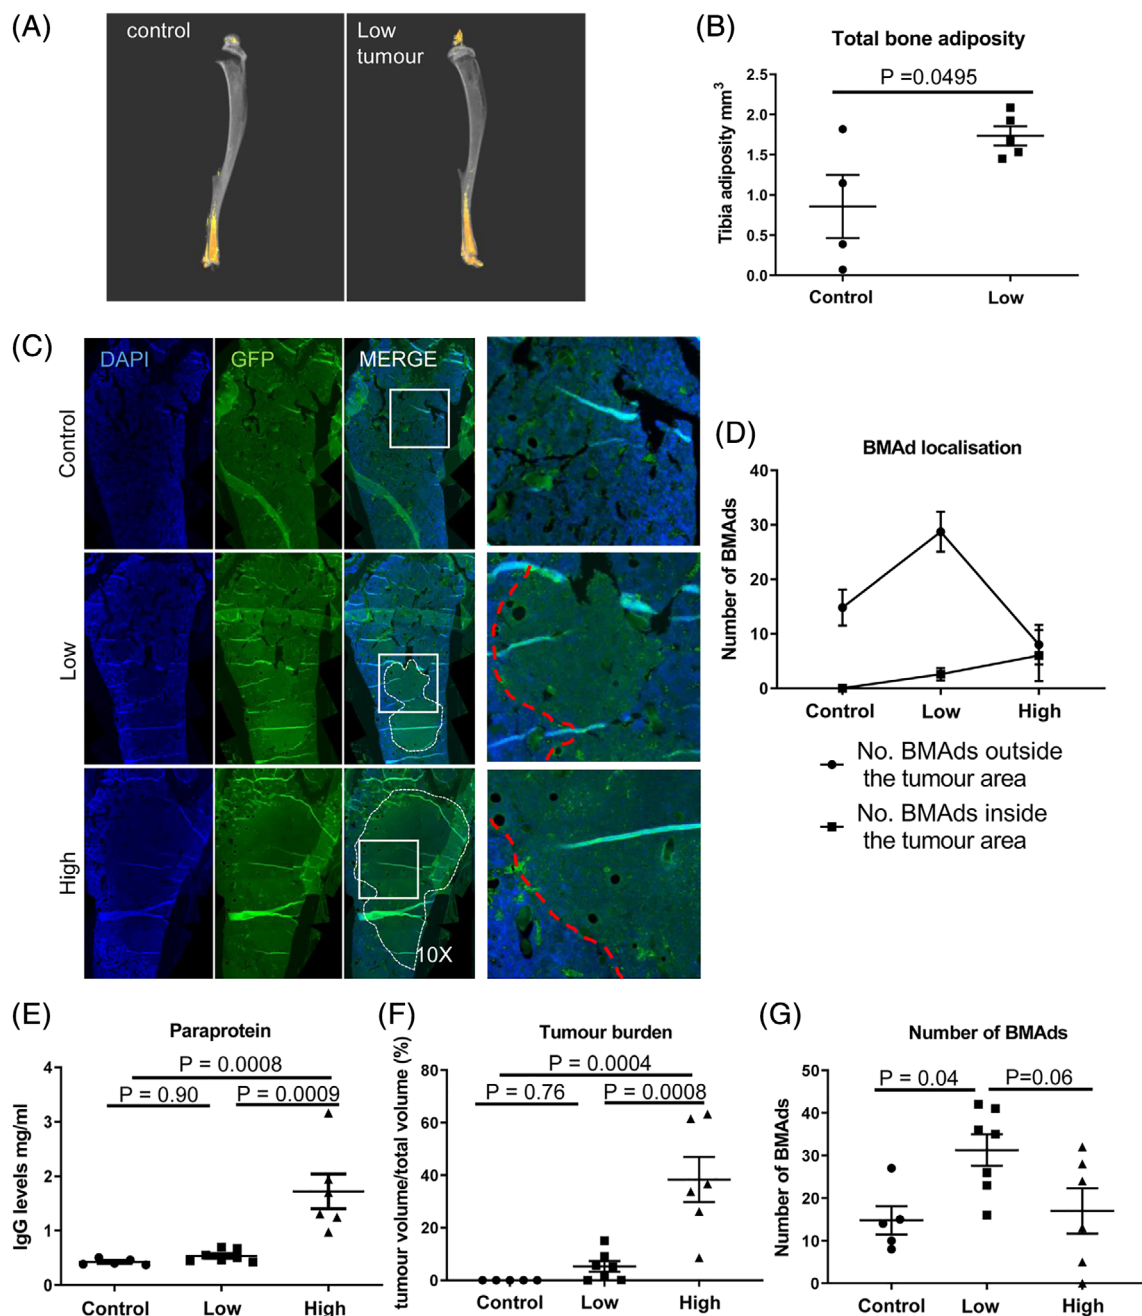 (A)
control
Low
tumour
(B)
Total bone adiposity
P =0.0495
Tibia adiposity mm³
2.5
2.0
1.5
1.0
0.5
0.0
Control Low
(C)
DAPI GFP MERGE
Control
Low
High
10X
(D)
BMAd localisation
Number of BMAds
40
30
20
10
0
Control Low High
No. BMAds outside
the tumour area
No. BMAds inside
the tumour area
(E)
Paraprotein
P = 0.0008
P = 0.90 P = 0.0009
IgG levels mg/ml
4
3
2
1
0
Control Low High
(F)
Tumour burden
P = 0.0004
P = 0.76 P = 0.0008
tumour volume/total volume (%)
80
60
40
20
0
Control Low High
(G)
Number of BMAds
P = 0.04 P=0.06
Number of BMAds
50
40
30
20
10
0
Control Low High